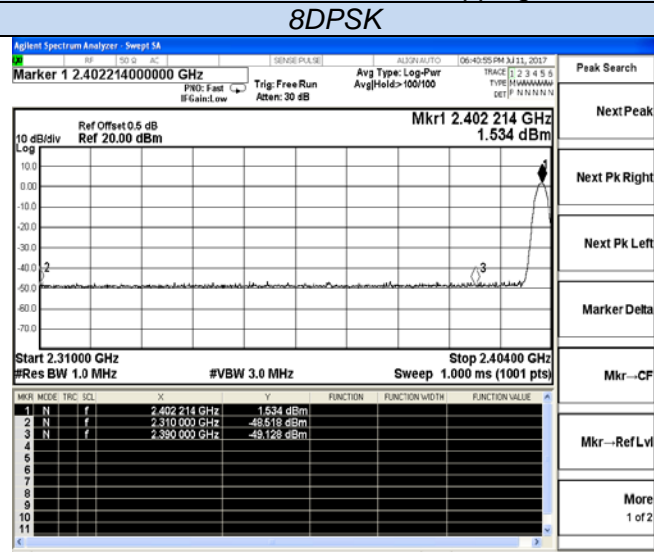 8DPSK
Agilent Spectrum Analyzer - Swept SA
RF 50 Ω AC SENSE:PULSE ALIGN AUTO 06:40:55 PM Jul 11, 2017
Marker 1 2.402214000000 GHz
PNO: Fast
IFGain:Low
Trig: Free Run
Atten: 30 dB
Avg Type: Log-Pwr
Avg|Hold:>100/100
TRACE 1 2 3 4 5 6
TYPE MWWWWW
DET P N N N N N
Peak Search
Ref Offset 0.5 dB
10 dB/div Ref 20.00 dBm
Log
Mkr1 2.402 214 GHz
1.534 dBm
10.0
0.00
-10.0
-20.0
-30.0
-40.0
-50.0
-60.0
-70.0
1
2
3
Start 2.31000 GHz
Stop 2.40400 GHz
#Res BW 1.0 MHz
#VBW 3.0 MHz
Sweep 1.000 ms (1001 pts)
MKR MODE TRC SCL X Y FUNCTION FUNCTION WIDTH FUNCTION VALUE
1 N f 2.402 214 GHz 1.534 dBm
2 N f 2.310 000 GHz -48.518 dBm
3 N f 2.390 000 GHz -49.128 dBm
4
5
6
7
8
9
10
11
Next Peak
Next Pk Right
Next Pk Left
Marker Delta
Mkr→CF
Mkr→Ref Lvl
More
1 of 2